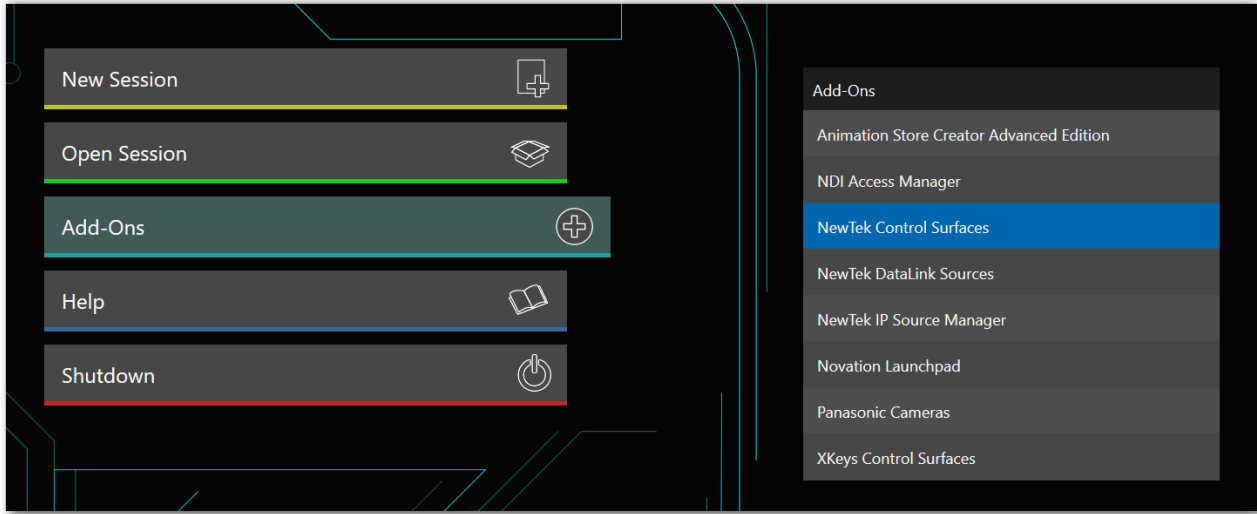 New Session
Open Session
Add-Ons
Help
Shutdown
Add-Ons
Animation Store Creator Advanced Edition
NDI Access Manager
NewTek Control Surfaces
NewTek DataLink Sources
NewTek IP Source Manager
Novation Launchpad
Panasonic Cameras
XKeys Control Surfaces